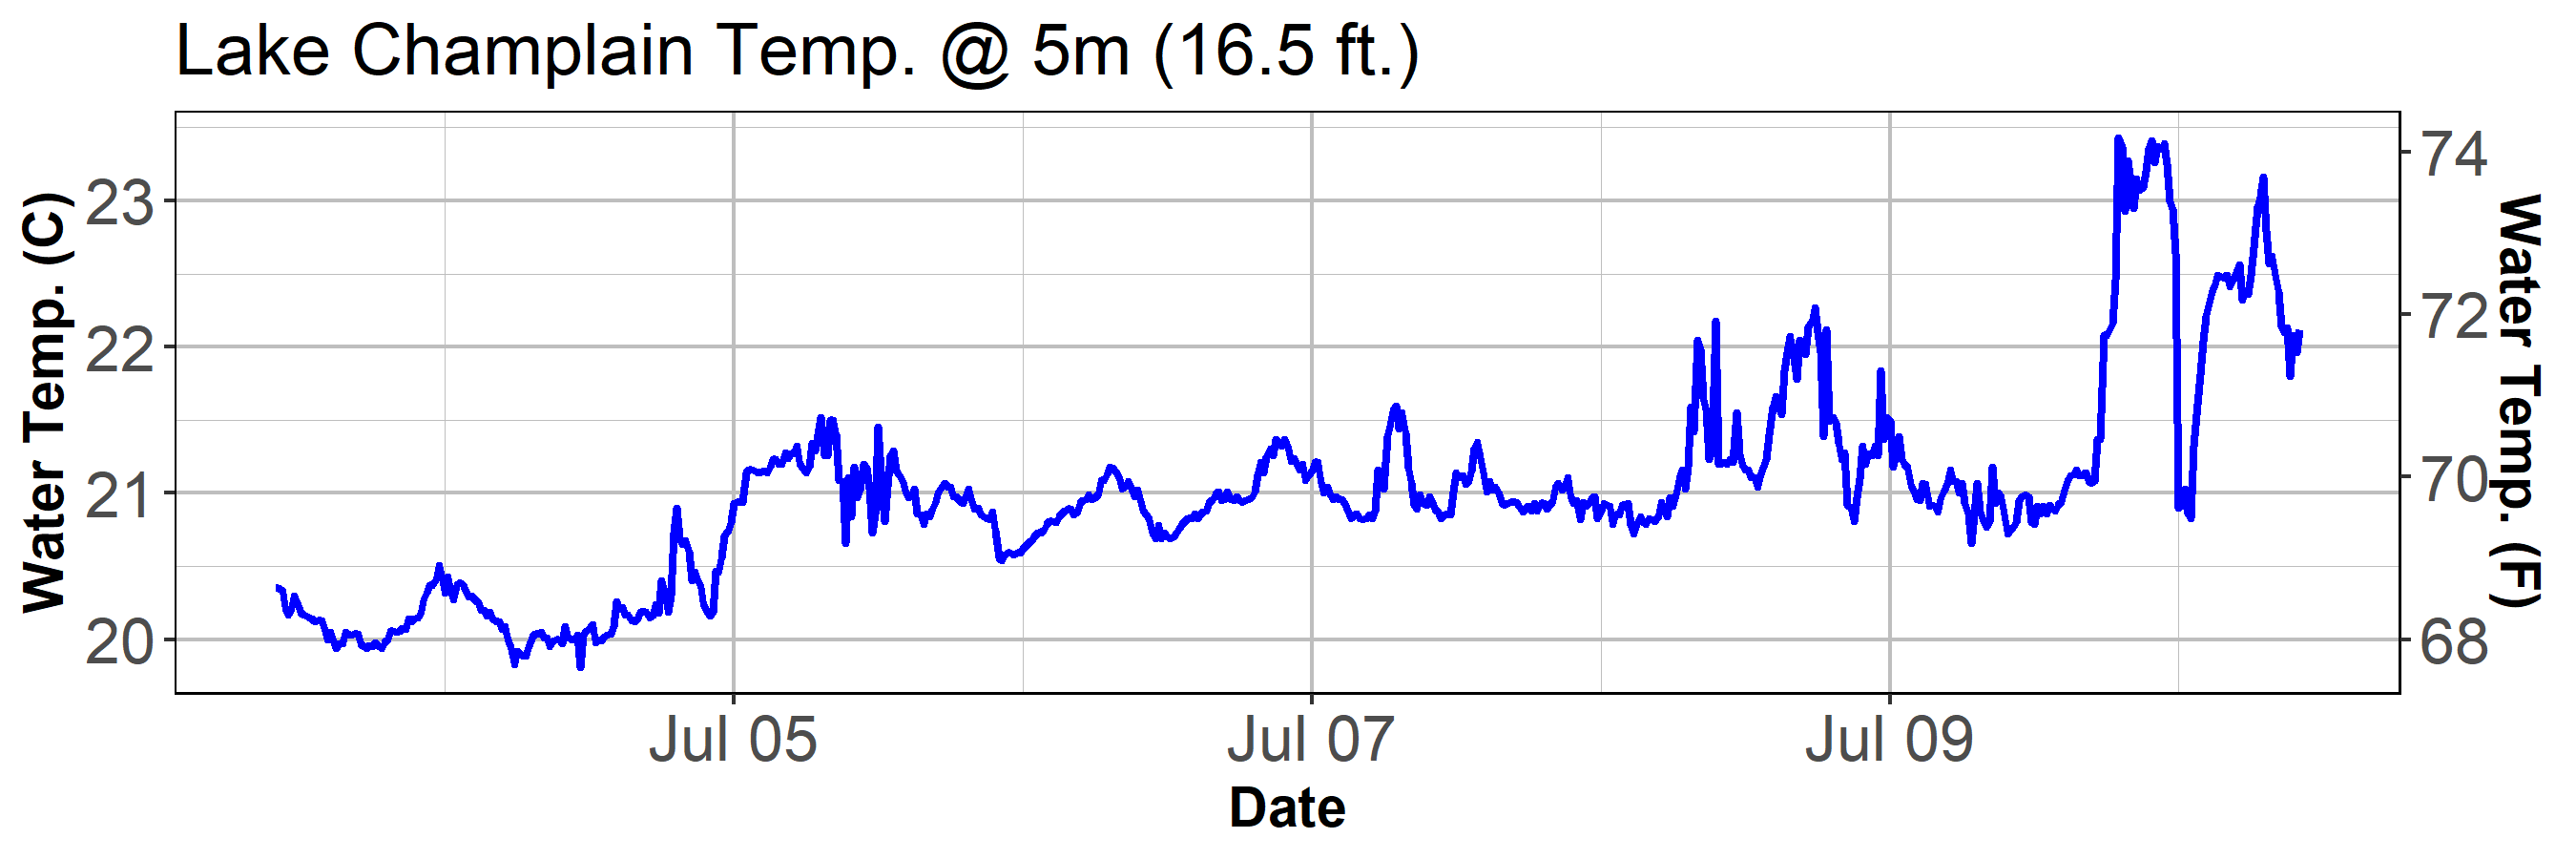 Lake Champlain Temp. @ 5m (16.5 ft.)
Water Temp. (C)
23
22
21
20
74
72
70
68
Water Temp. (F)
Jul 05 Jul 07 Jul 09
Date